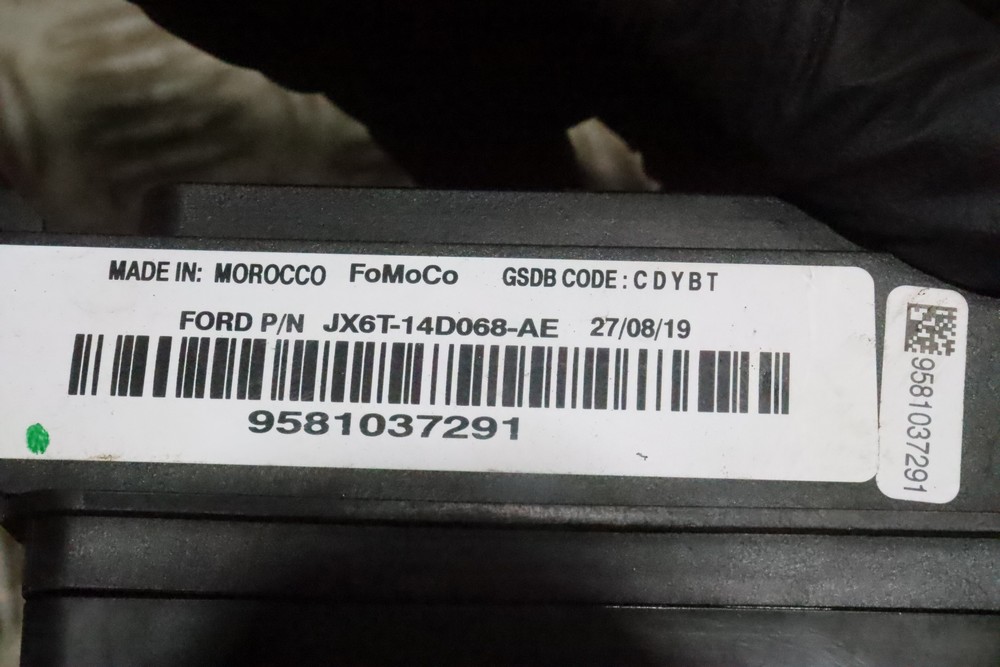 MADE IN: MOROCCO FoMoCo GSDB CODE : C D Y B T
FORD P/N JX6T-14D068-AE 27/08/19
9581037291
9581037291